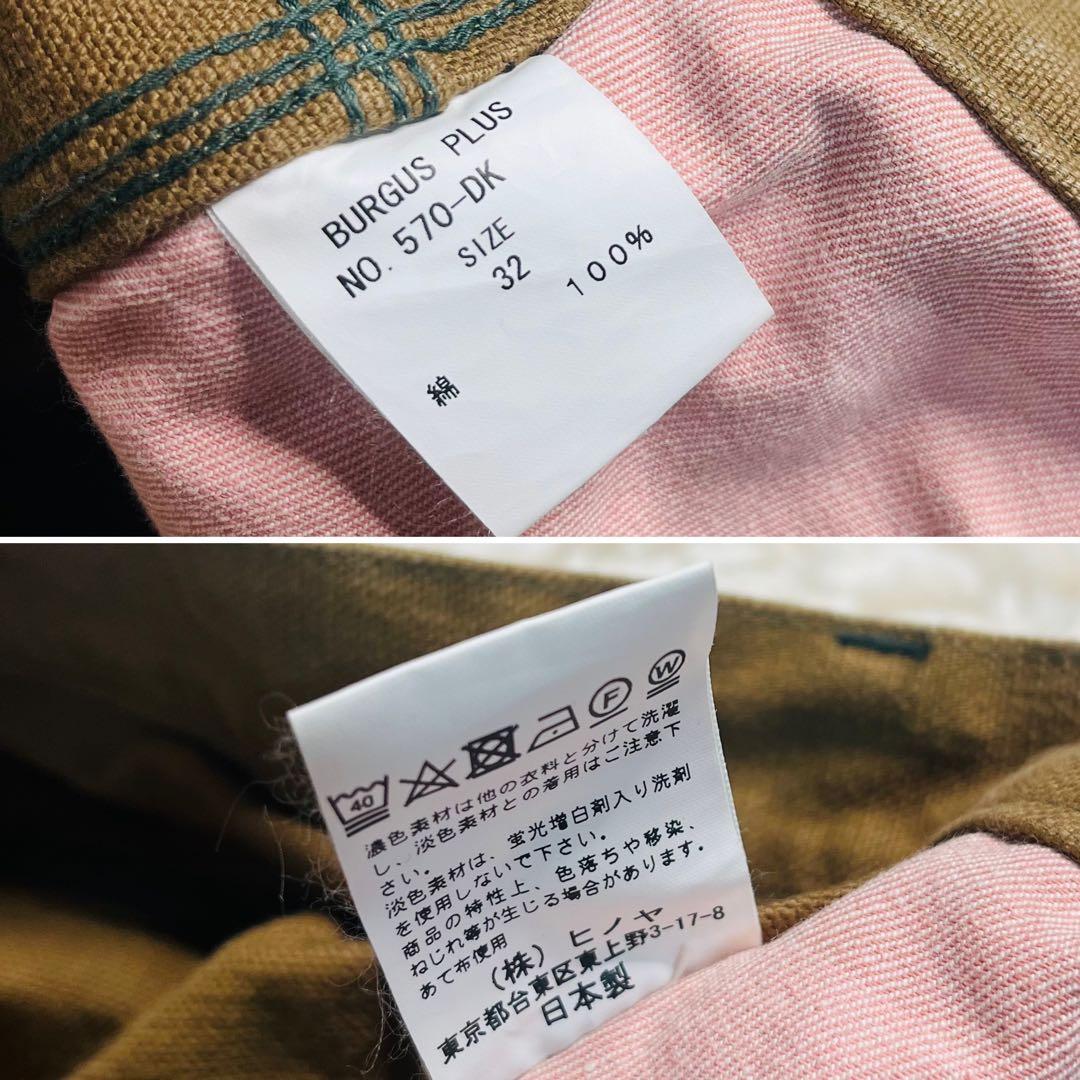 BURGUS PLUS
NO. 570-DK
SIZE
32
綿 100%
40
F
W
濃色素材は他の衣料と分けて洗濯
し、淡色素材との着用はご注意下
さい。
淡色素材は、蛍光増白剤入り洗剤
を使用しないで下さい。
商品の特性上、色落ちや移染、
ねじれ等が生じる場合があります。
あて布使用
(株) ヒノヤ
東京都台東区東上野3-17-8
日本製